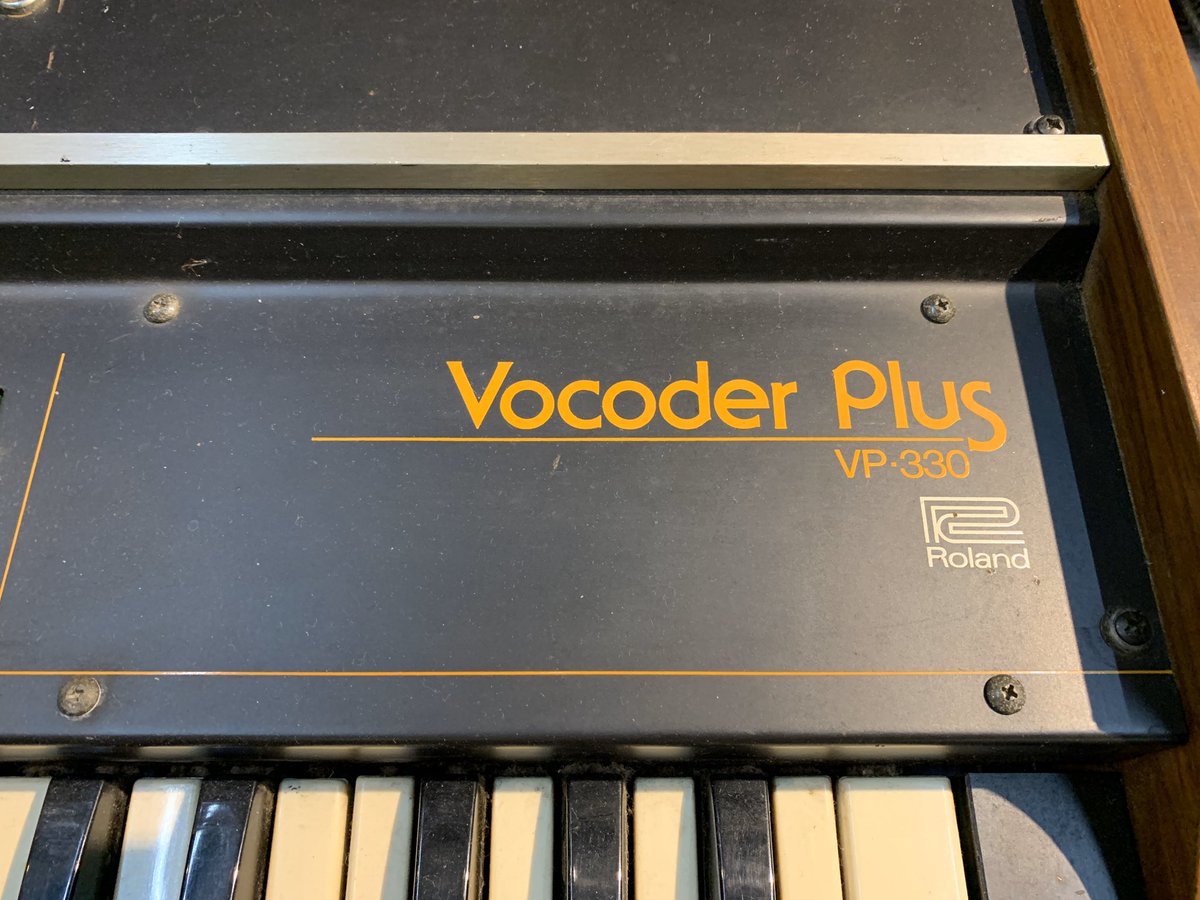 Vocoder Plus
VP-330
Roland